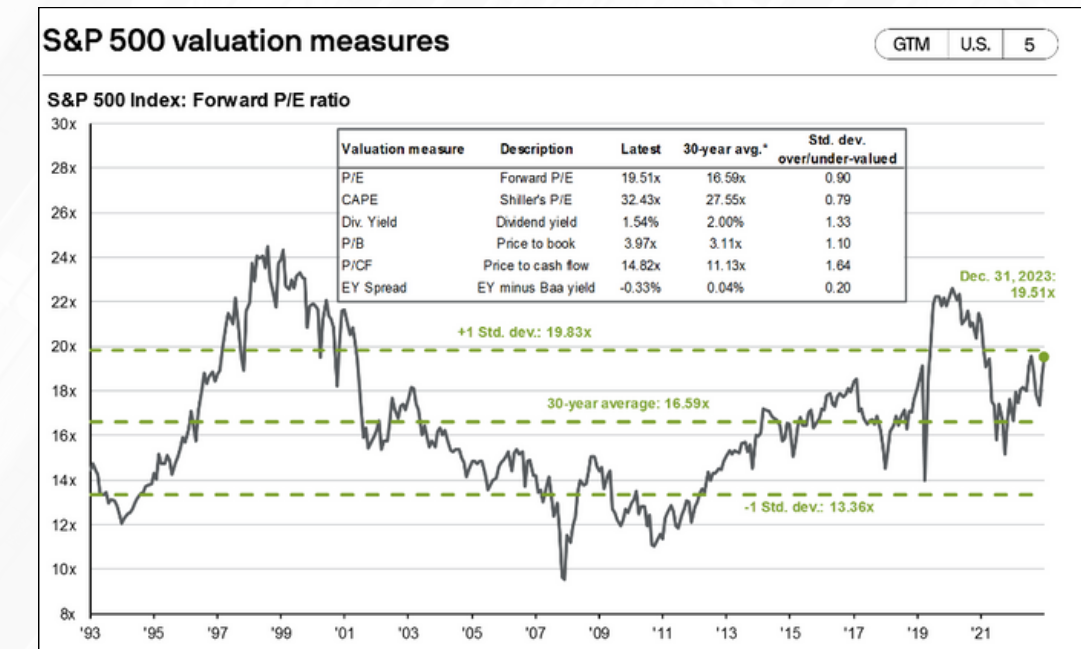 S&P 500 valuation measures
GTM U.S. 5
S&P 500 Index: Forward P/E ratio
30x
28x
26x
24x
22x
20x
18x
16x
14x
12x
10x
8x
Valuation measure Description Latest 30-year avg.* Std. dev. over/under-valued
P/E Forward P/E 19.51x 16.59x 0.90
CAPE Shiller's P/E 32.43x 27.55x 0.79
Div. Yield Dividend yield 1.54% 2.00% 1.33
P/B Price to book 3.97x 3.11x 1.10
P/CF Price to cash flow 14.82x 11.13x 1.64
EY Spread EY minus Baa yield -0.33% 0.04% 0.20
Dec. 31, 2023:
19.51x
+1 Std. dev.: 19.83x
30-year average: 16.59x
-1 Std. dev.: 13.36x
'93 '95 '97 '99 '01 '03 '05 '07 '09 '11 '13 '15 '17 '19 '21